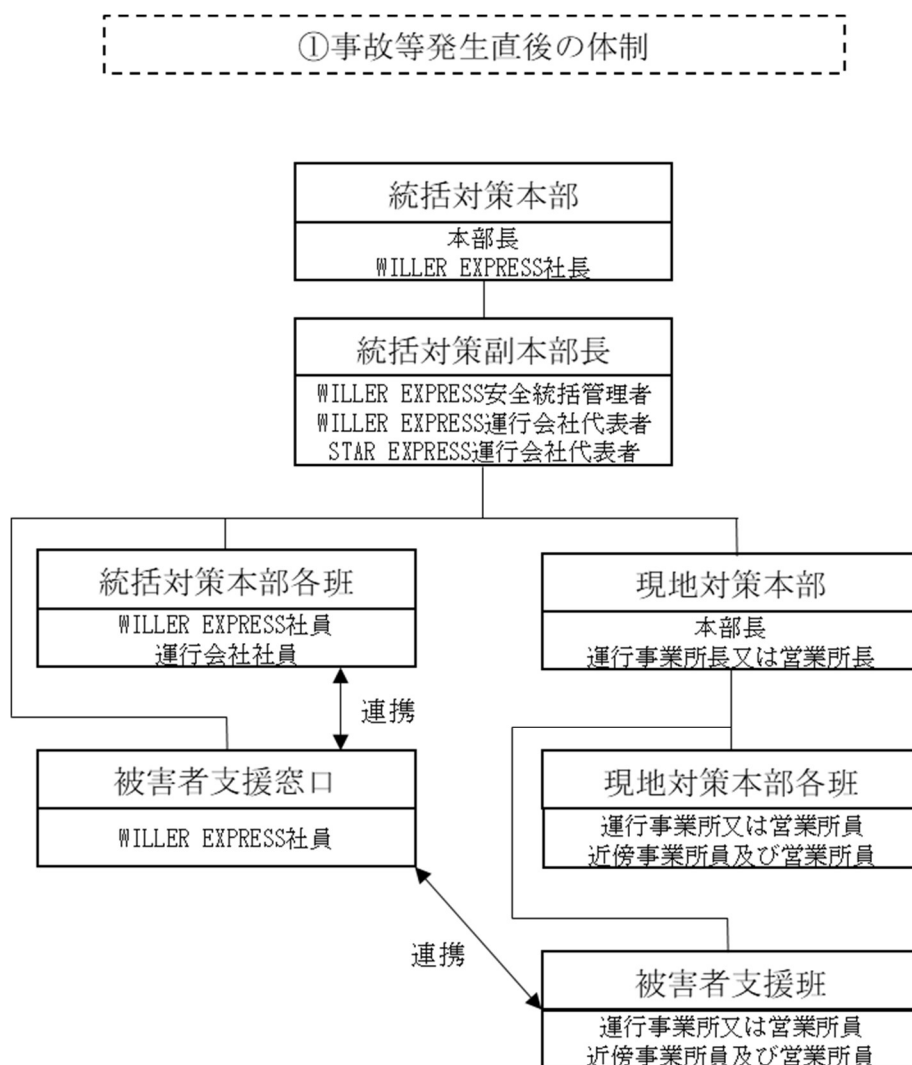 ①事故等発生直後の体制
統括対策本部
本部長
WILLER EXPRESS社長
統括対策副本部長
WILLER EXPRESS安全統括管理者
WILLER EXPRESS運行会社代表者
STAR EXPRESS運行会社代表者
統括対策本部各班
WILLER EXPRESS社員
運行会社社員
現地対策本部
本部長
運行事業所長又は営業所長
連携
被害者支援窓口
WILLER EXPRESS社員
現地対策本部各班
運行事業所又は営業所員
近傍事業所員及び営業所員
連携
被害者支援班
運行事業所又は営業所員
近傍事業所員及び営業所員